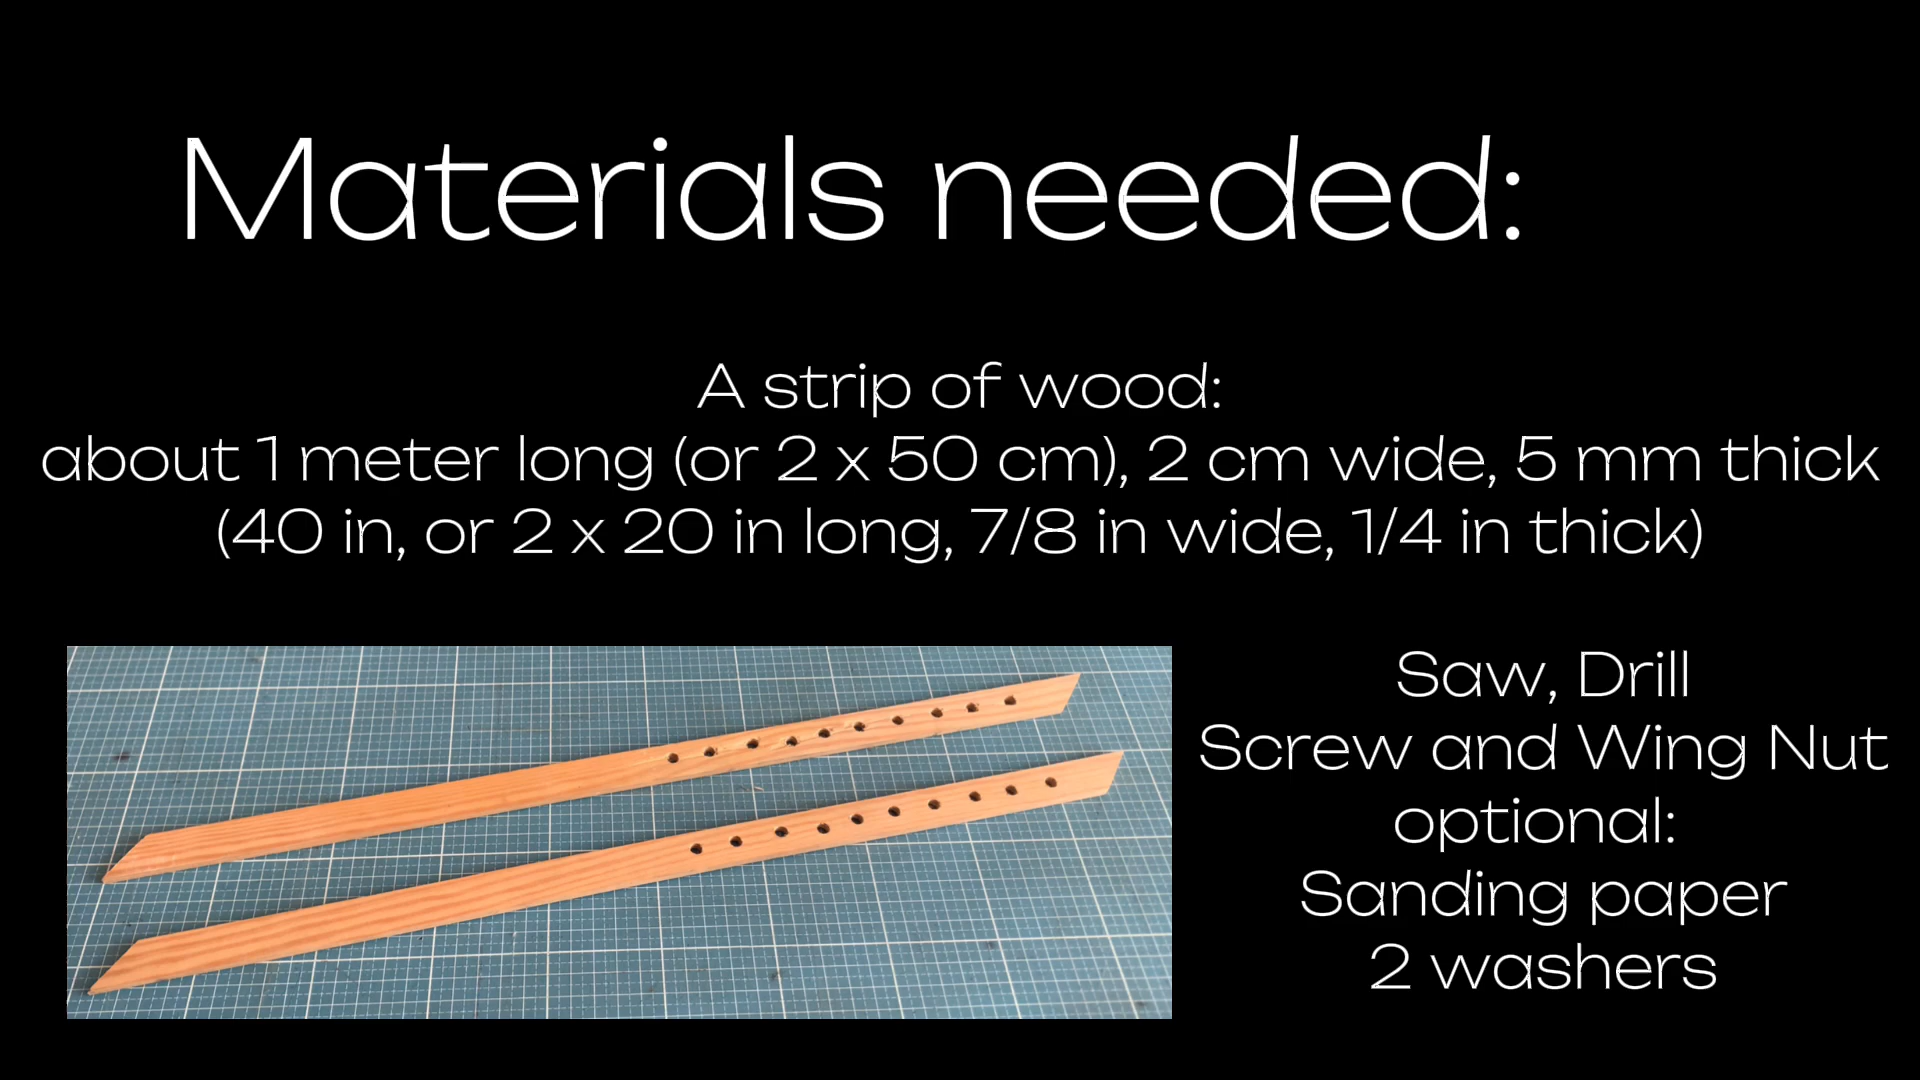 Materials needed:
A strip of wood:
about 1 meter long (or 2 x 50 cm), 2 cm wide, 5 mm thick
(40 in, or 2 x 20 in long, 7/8 in wide, 1/4 in thick)
Saw, Drill
Screw and Wing Nut
optional:
Sanding paper
2 washers